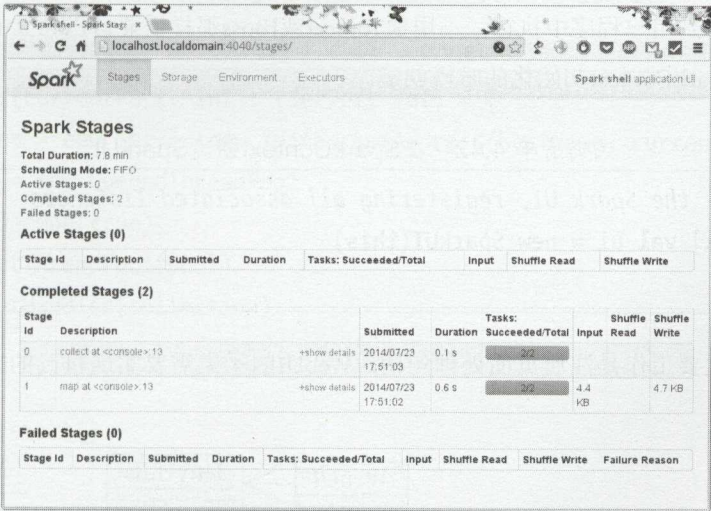 Spark shell - Spark Stage ×
localhost.localdomain:4040/stages/
Spark Stages Storage Environment Executors Spark shell application UI
Spark Stages
Total Duration: 7.8 min
Scheduling Mode: FIFO
Active Stages: 0
Completed Stages: 2
Failed Stages: 0
Active Stages (0)
Stage Id Description Submitted Duration Tasks: Succeeded/Total Input Shuffle Read Shuffle Write
Completed Stages (2)
Stage Id Description Submitted Duration Tasks: Succeeded/Total Input Shuffle Read Shuffle Write
0 collect at <console>:13 +show details 2014/07/23 17:51:03 0.1 s 2/2
1 map at <console>:13 +show details 2014/07/23 17:51:02 0.6 s 2/2 4.4 KB 4.7 KB
Failed Stages (0)
Stage Id Description Submitted Duration Tasks: Succeeded/Total Input Shuffle Read Shuffle Write Failure Reason